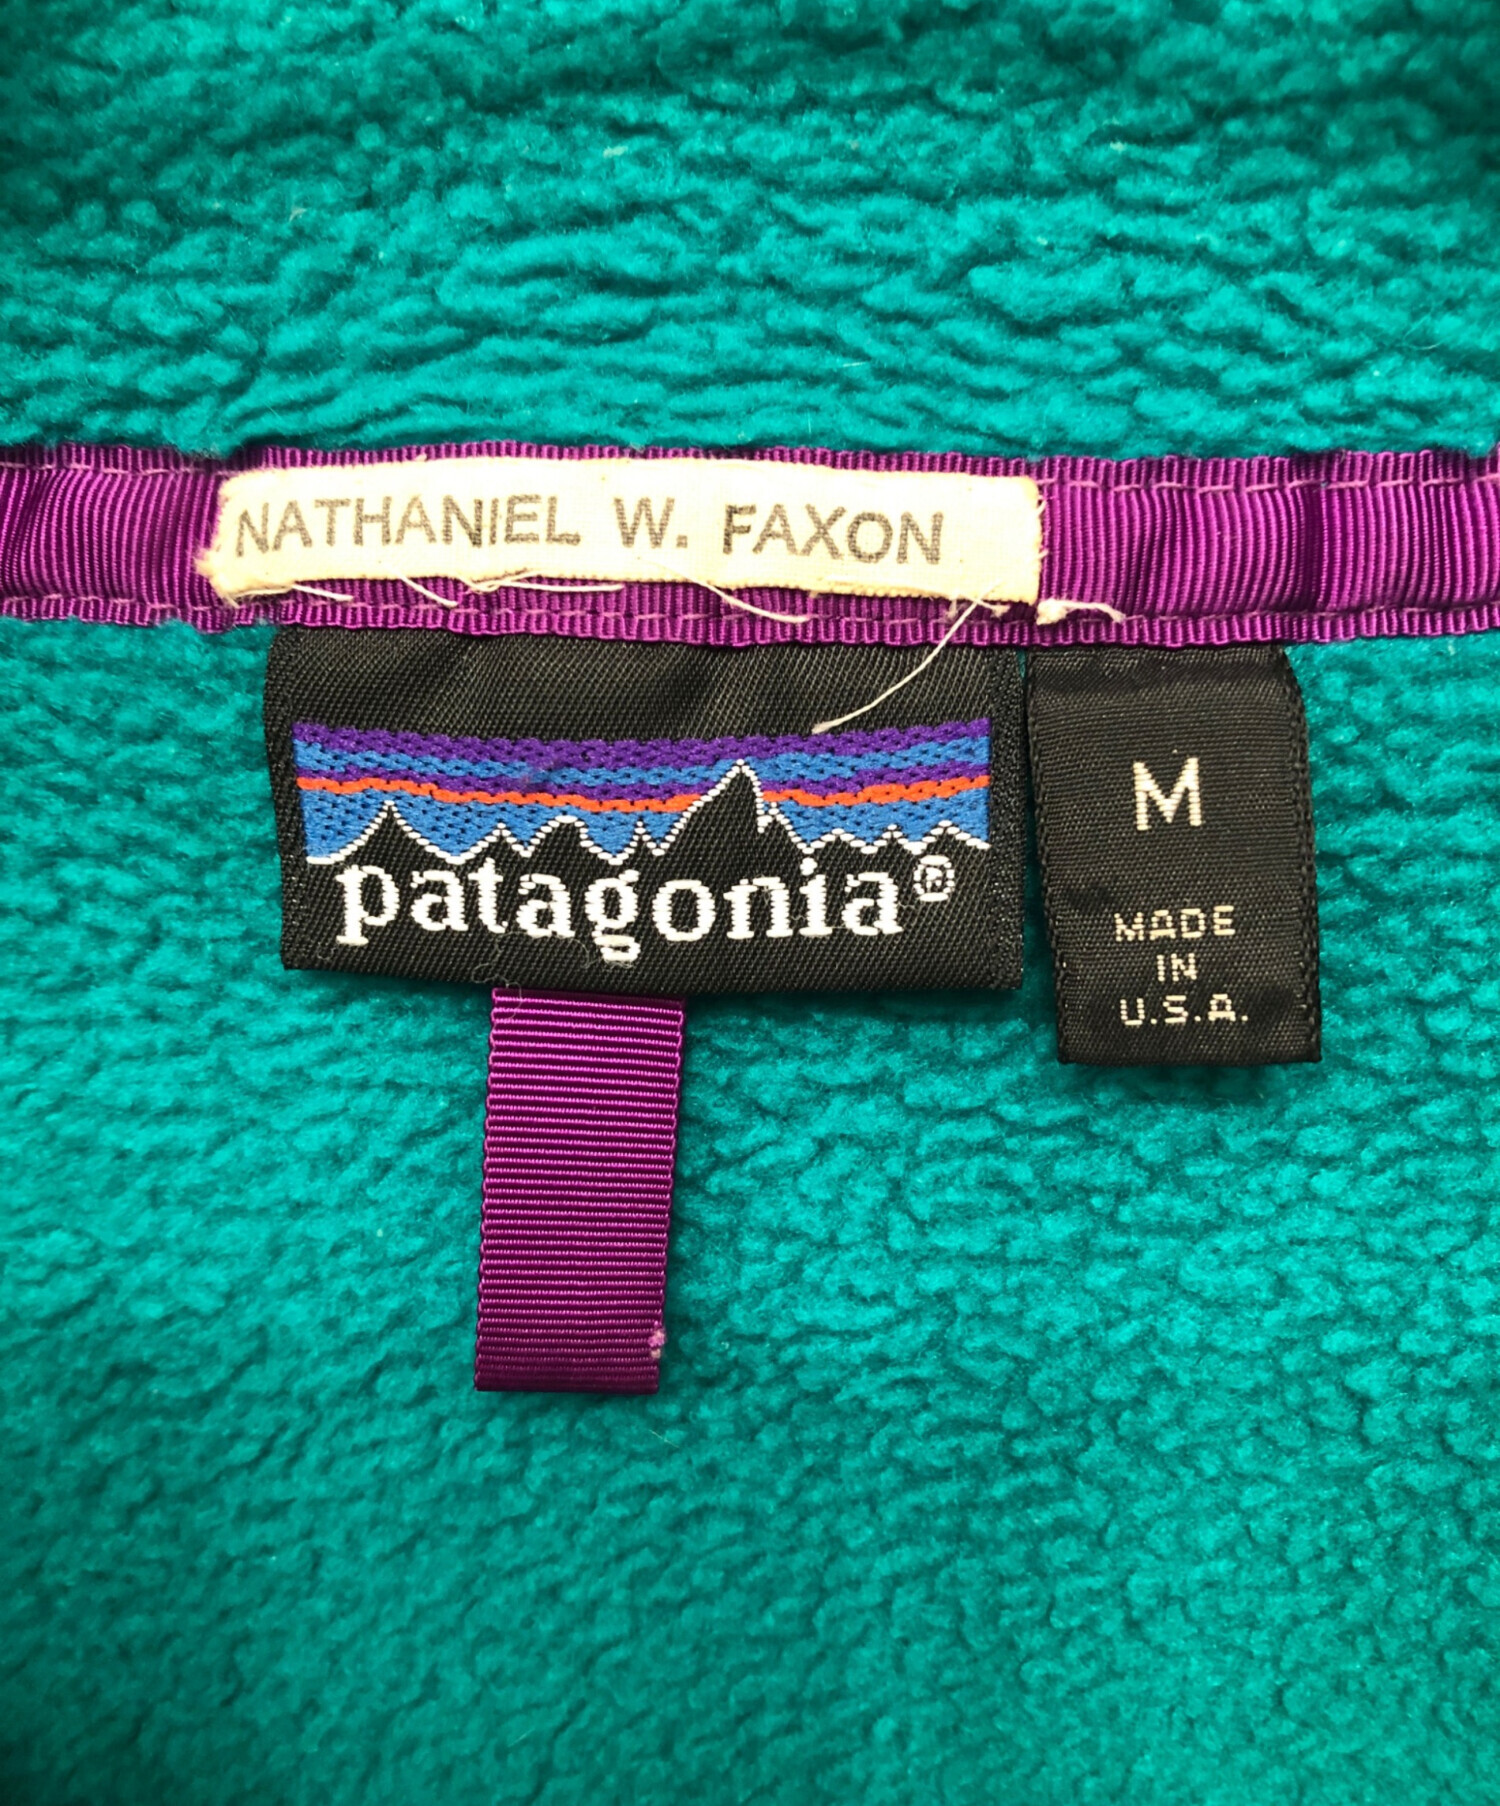 NATHANIEL W. FAXON
patagonia®
M
MADE
IN
U.S.A.